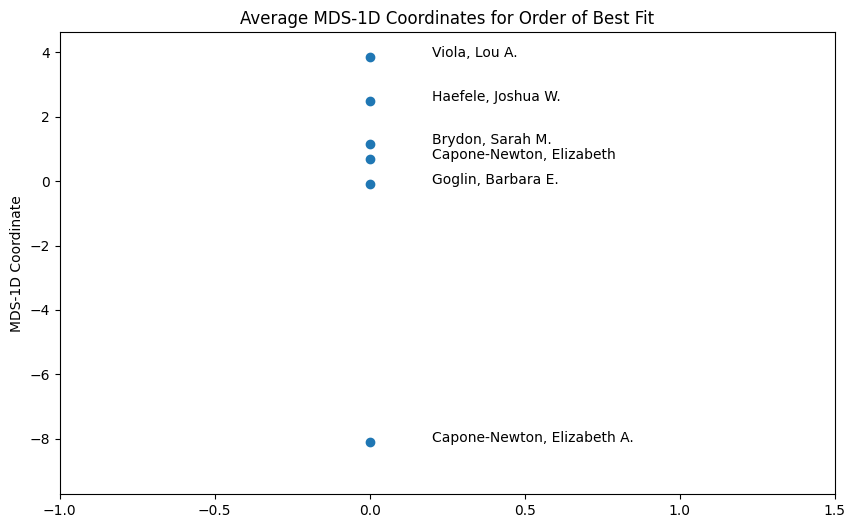 Average MDS-1D Coordinates for Order of Best Fit
4
Viola, Lou A.
Haefele, Joshua W.
2
Brydon, Sarah M.
Capone-Newton, Elizabeth
0
Goglin, Barbara E.
MDS-1D Coordinate
−2
−4
−6
−8
Capone-Newton, Elizabeth A.
−1.0
−0.5
0.0
0.5
1.0
1.5